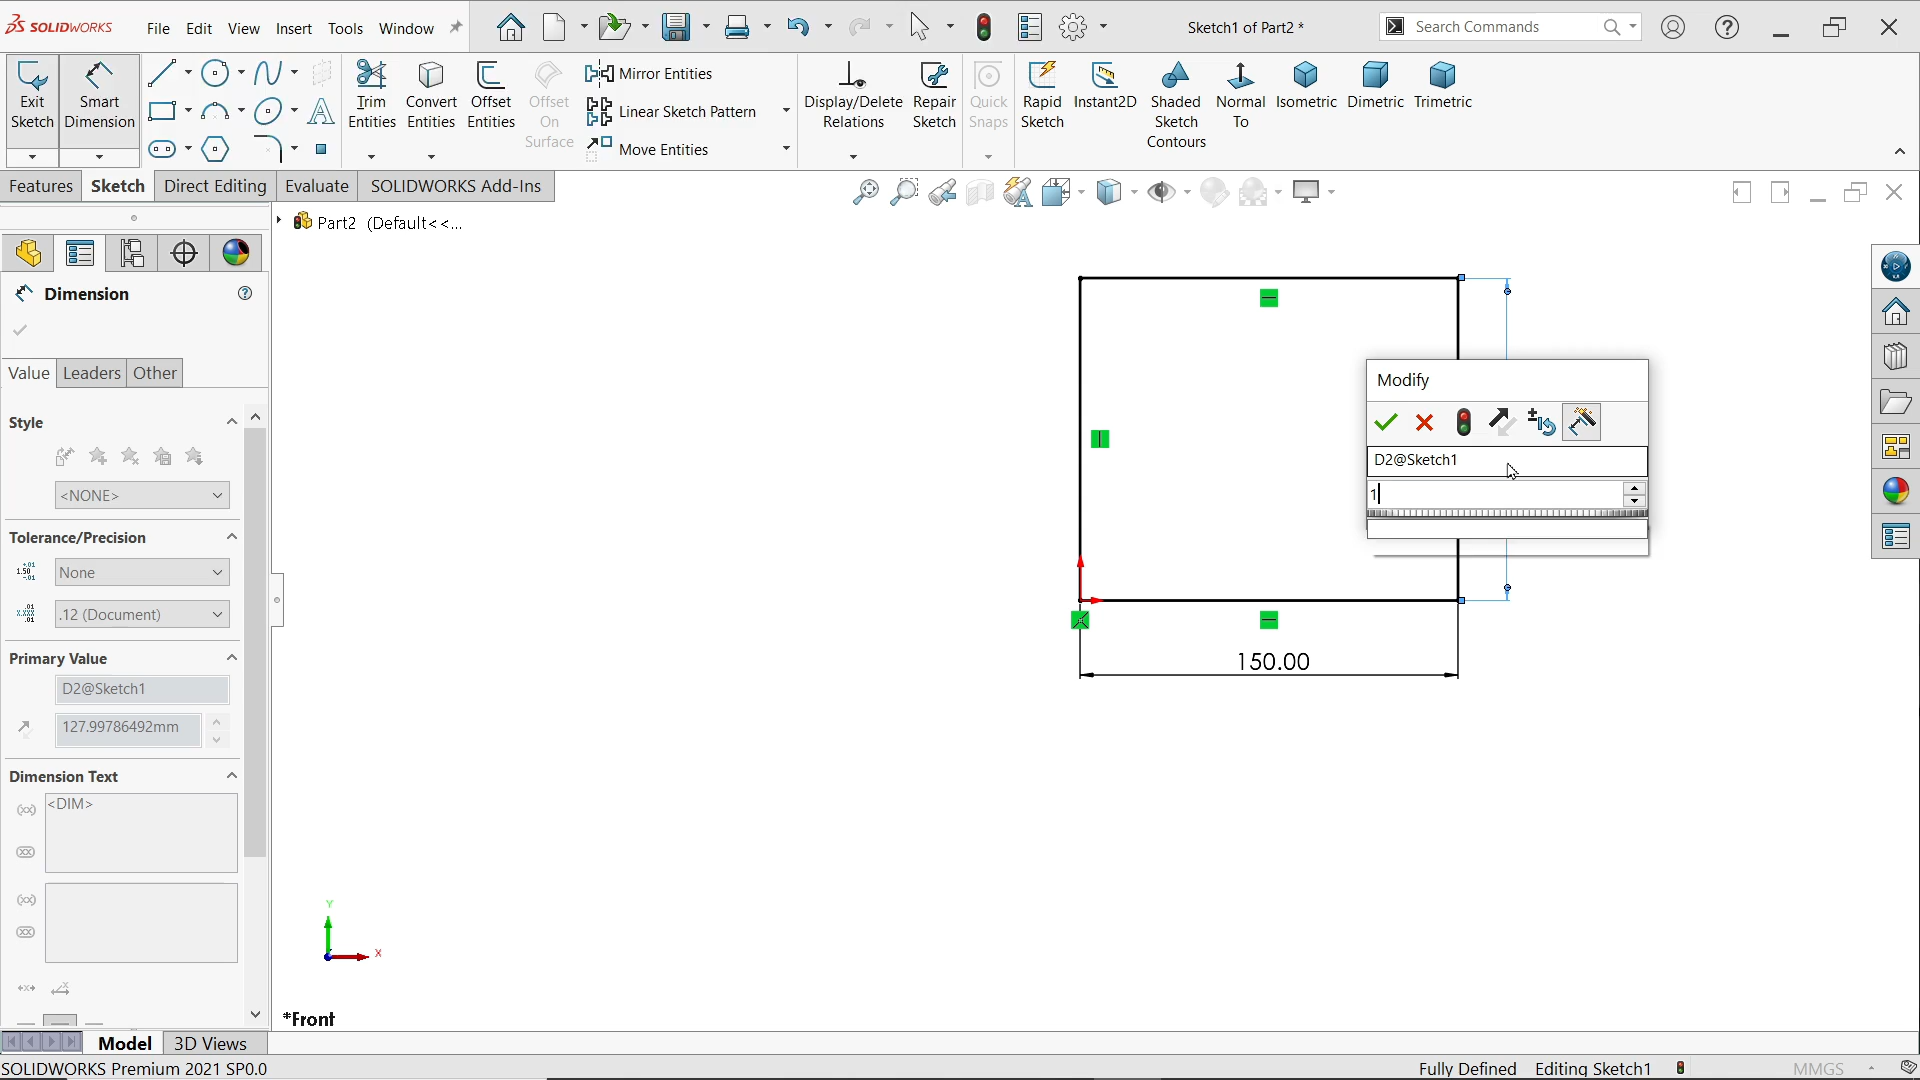 SOLIDWORKS File Edit View Insert Tools Window Sketch1 of Part2 * Search Commands
Exit Sketch
Smart Dimension
Trim Entities
Convert Entities
Offset Entities
Offset On Surface
Mirror Entities
Linear Sketch Pattern
Move Entities
Display/Delete Relations
Repair Sketch
Quick Snaps
Rapid Sketch
Instant2D
Shaded Sketch Contours
Normal To
Isometric
Dimetric
Trimetric
Features Sketch Direct Editing Evaluate SOLIDWORKS Add-Ins
Part2 (Default<<...
Dimension
Value Leaders Other
Style
<NONE>
Tolerance/Precision
None
.12 (Document)
Primary Value
D2@Sketch1
127.99786492mm
Dimension Text
<DIM>
Modify
D2@Sketch1
1
150.00
Y
X
*Front
Model 3D Views
SOLIDWORKS Premium 2021 SP0.0 Fully Defined Editing Sketch1 MMGS